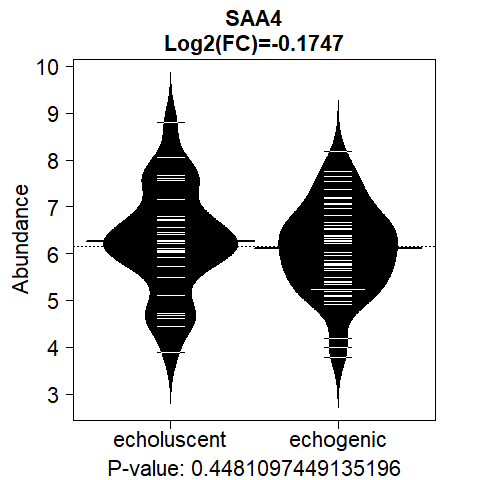 SAA4
Log2(FC)=-0.1747
10
9
8
7
6
5
4
3
Abundance
echoluscent echogenic
P-value: 0.4481097449135196